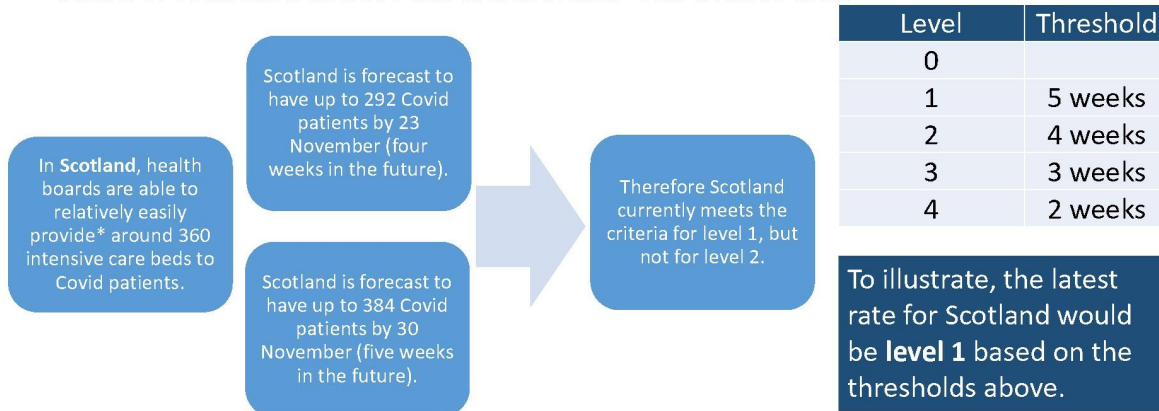 In Scotland, health
boards are able to
relatively easily
provide* around 360
intensive care beds to
Covid patients.
Scotland is forecast to
have up to 292 Covid
patients by 23
November (four
weeks in the future).
Scotland is forecast to
have up to 384 Covid
patients by 30
November (five weeks
in the future).
Therefore Scotland
currently meets the
criteria for level 1, but
not for level 2.
Level Threshold
0
1 5 weeks
2 4 weeks
3 3 weeks
4 2 weeks
To illustrate, the latest
rate for Scotland would
be level 1 based on the
thresholds above.